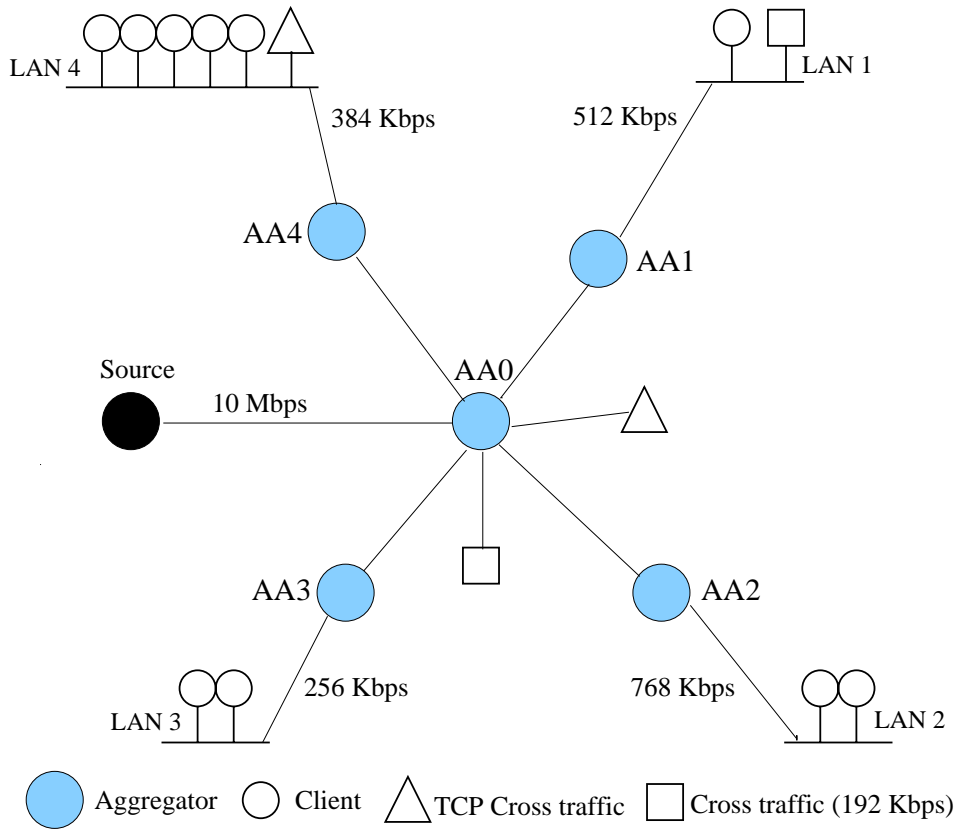 LAN 4
LAN 1
384 Kbps
512 Kbps
AA4
AA1
Source
AA0
10 Mbps
AA3
AA2
256 Kbps
768 Kbps
LAN 3
LAN 2
Aggregator
Client
TCP Cross traffic
Cross traffic (192 Kbps)